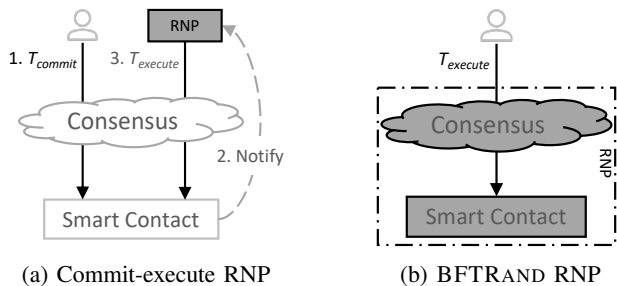 RNP
1. T_commit
3. T_execute
Consensus
2. Notify
Smart Contact
(a) Commit-execute RNP
T_execute
Consensus
RNP
Smart Contact
(b) BFTRAND RNP